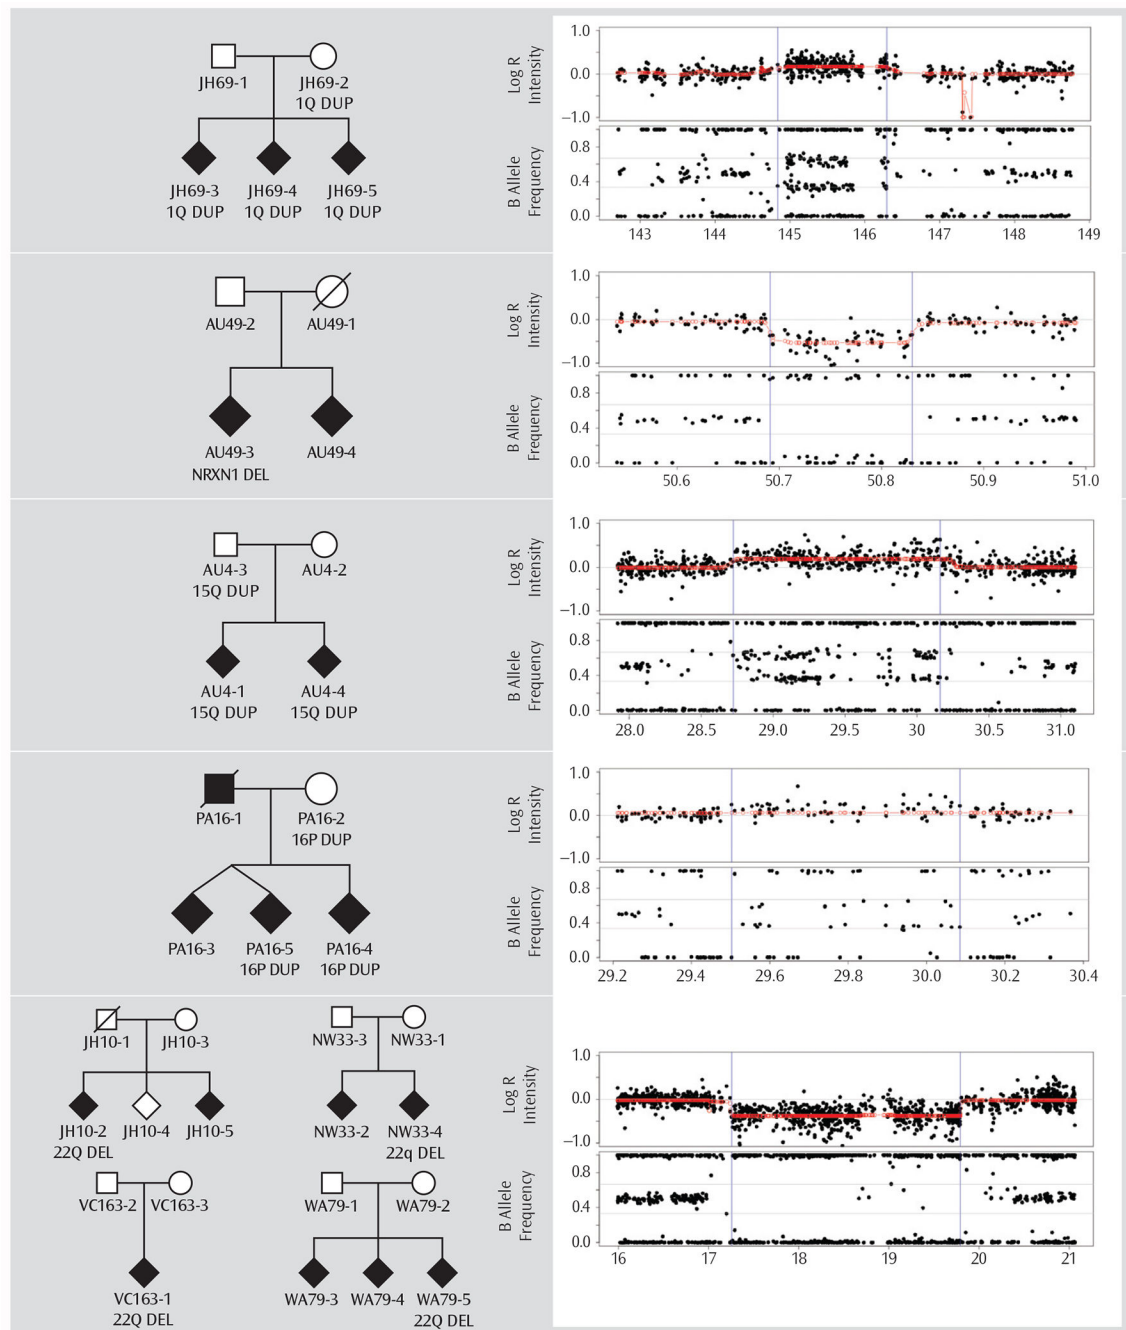 JH69-1
JH69-2
1Q DUP
JH69-3
1Q DUP
JH69-4
1Q DUP
JH69-5
1Q DUP
Log R
Intensity
1.0
0.0
−1.0
B Allele
Frequency
0.8
0.4
0.0
143 144 145 146 147 148 149
AU49-2
AU49-1
AU49-3
NRXN1 DEL
AU49-4
Log R
Intensity
1.0
0.0
−1.0
B Allele
Frequency
0.8
0.4
0.0
50.6 50.7 50.8 50.9 51.0
AU4-3
15Q DUP
AU4-2
AU4-1
15Q DUP
AU4-4
15Q DUP
Log R
Intensity
1.0
0.0
−1.0
B Allele
Frequency
0.8
0.4
0.0
28.0 28.5 29.0 29.5 30.0 30.5 31.0
PA16-1
PA16-2
16P DUP
PA16-3
PA16-5
16P DUP
PA16-4
16P DUP
Log R
Intensity
1.0
0.0
−1.0
B Allele
Frequency
0.8
0.4
0.0
29.2 29.4 29.6 29.8 30.0 30.2 30.4
JH10-1
JH10-3
JH10-2
22Q DEL
JH10-4
JH10-5
NW33-3
NW33-1
NW33-2
NW33-4
22q DEL
VC163-2
VC163-3
VC163-1
22Q DEL
WA79-1
WA79-2
WA79-3
WA79-4
WA79-5
22Q DEL
Log R
Intensity
1.0
0.0
−1.0
B Allele
Frequency
0.8
0.4
0.0
16 17 18 19 20 21